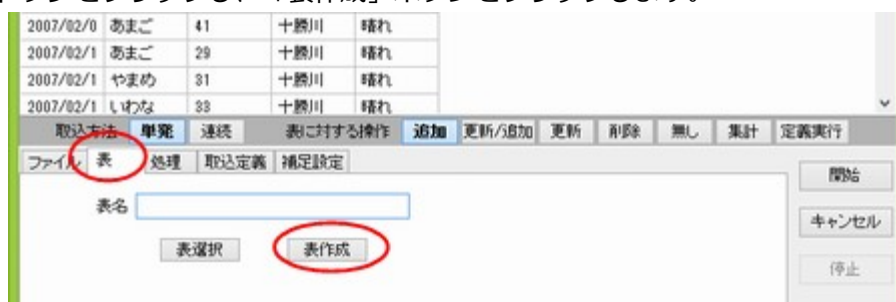 2007/02/0 あまご 41 十勝川 晴れ
2007/02/1 あまご 29 十勝川 晴れ
2007/02/1 やまめ 31 十勝川 晴れ
2007/02/1 いわな 33 十勝川 晴れ
取込方法 単発 連続 表に対する操作 追加 更新/追加 更新 削除 無し 集計 定義実行
ファイル 表 処理 取込定義 補足設定
開始
表名
キャンセル
表選択 表作成
停止